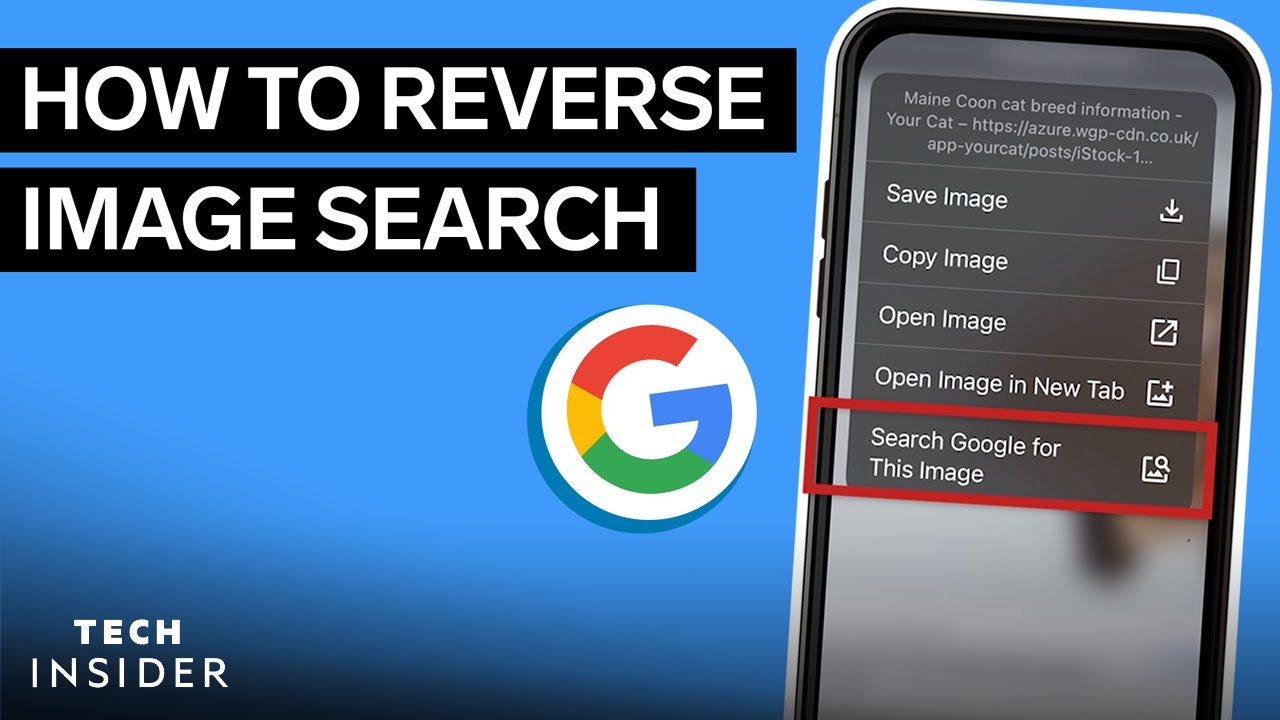 HOW TO REVERSE
IMAGE SEARCH
Maine Coon cat breed information -
Your Cat – https://azure.wgp-cdn.co.uk/
app-yourcat/posts/iStock-1...
Save Image
Copy Image
Open Image
Open Image in New Tab
Search Google for
This Image
TECH
INSIDER